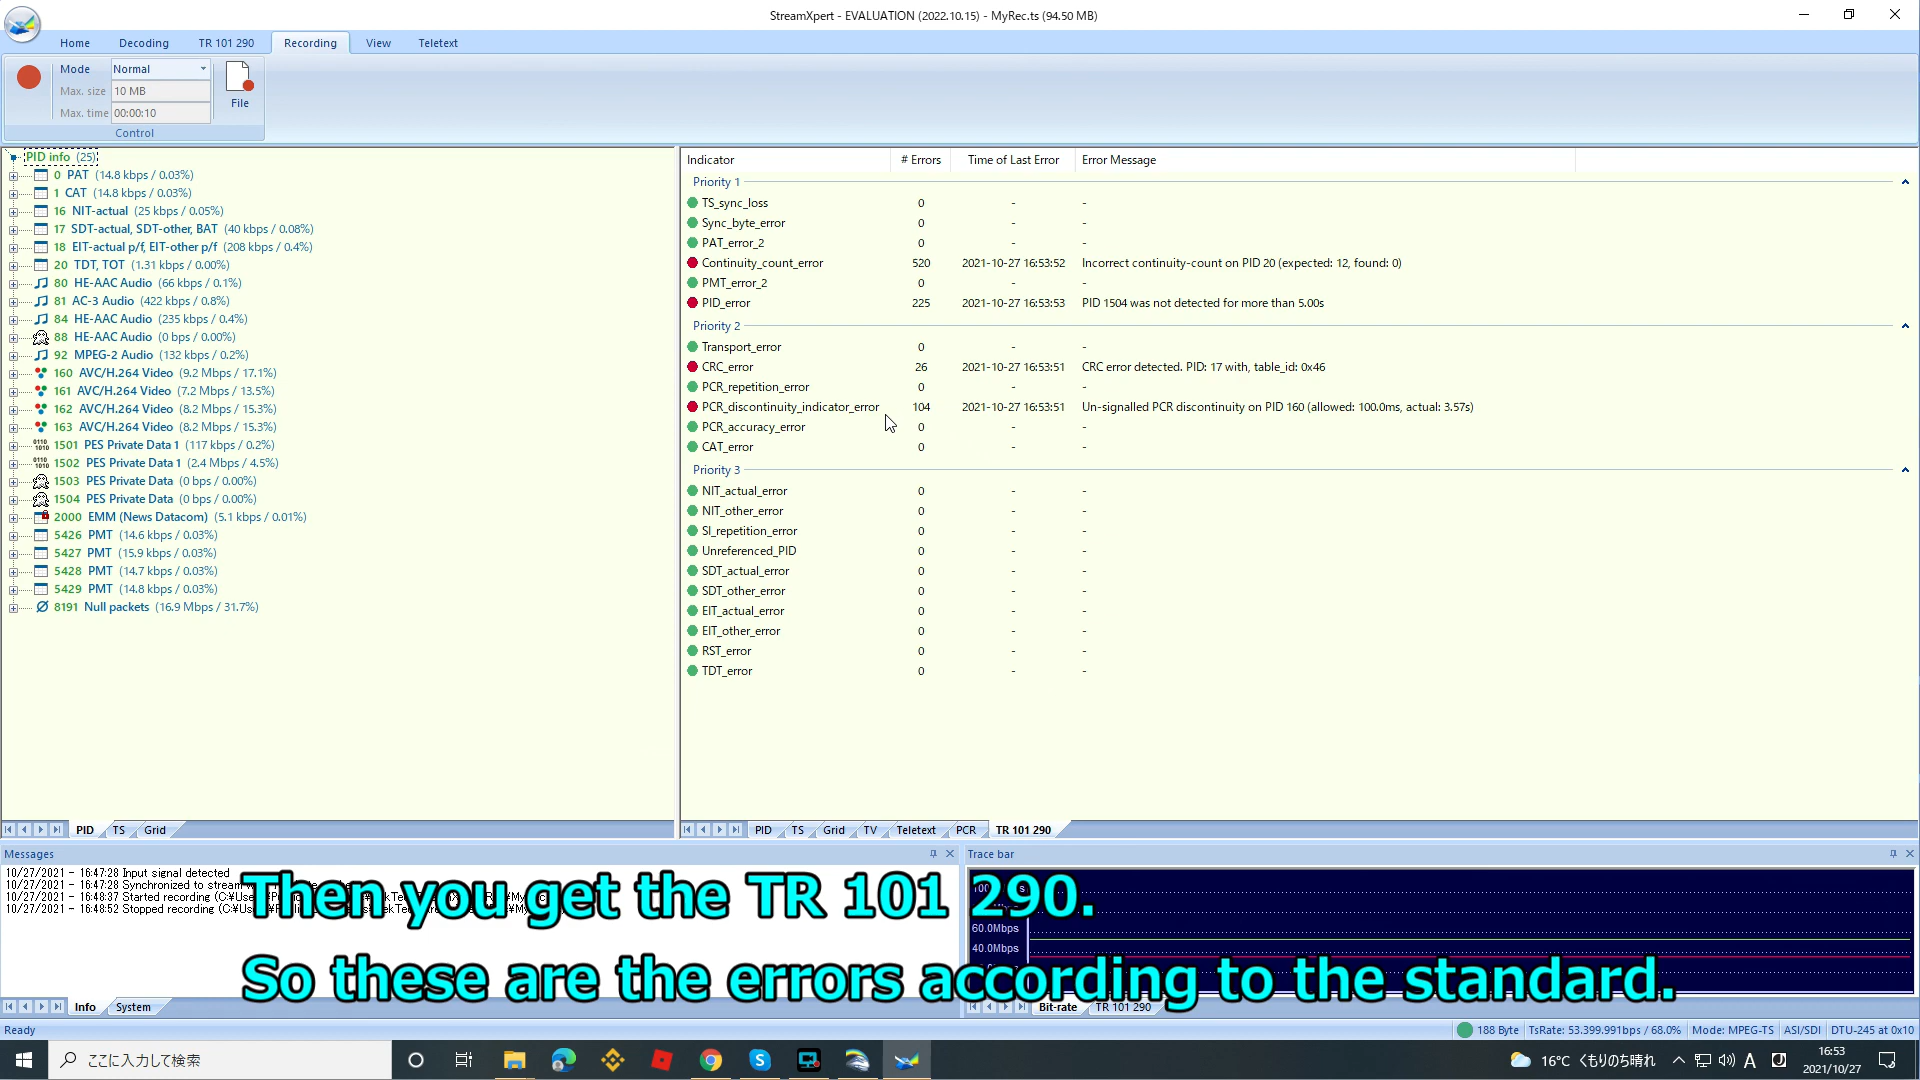 StreamXpert - EVALUATION (2022.10.15) - MyRec.ts (94.50 MB)
Home Decoding TR 101 290 Recording View Teletext
Mode Normal
Max. size 10 MB
Max. time 00:00:10
File
Control
PID info (25)
0 PAT (14.8 kbps / 0.03%)
1 CAT (14.8 kbps / 0.03%)
16 NIT-actual (25 kbps / 0.05%)
17 SDT-actual, SDT-other, BAT (40 kbps / 0.08%)
18 EIT-actual p/f, EIT-other p/f (208 kbps / 0.4%)
20 TDT, TOT (1.31 kbps / 0.00%)
80 HE-AAC Audio (66 kbps / 0.1%)
81 AC-3 Audio (422 kbps / 0.8%)
84 HE-AAC Audio (235 kbps / 0.4%)
88 HE-AAC Audio (0 bps / 0.00%)
92 MPEG-2 Audio (132 kbps / 0.2%)
160 AVC/H.264 Video (9.2 Mbps / 17.1%)
161 AVC/H.264 Video (7.2 Mbps / 13.5%)
162 AVC/H.264 Video (8.2 Mbps / 15.3%)
163 AVC/H.264 Video (8.2 Mbps / 15.3%)
1501 PES Private Data 1 (117 kbps / 0.2%)
1502 PES Private Data 1 (2.4 Mbps / 4.5%)
1503 PES Private Data (0 bps / 0.00%)
1504 PES Private Data (0 bps / 0.00%)
2000 EMM (News Datacom) (5.1 kbps / 0.01%)
5426 PMT (14.6 kbps / 0.03%)
5427 PMT (15.9 kbps / 0.03%)
5428 PMT (14.7 kbps / 0.03%)
5429 PMT (14.8 kbps / 0.03%)
8191 Null packets (16.9 Mbps / 31.7%)
PID TS Grid
Indicator # Errors Time of Last Error Error Message
Priority 1
TS_sync_loss 0 - -
Sync_byte_error 0 - -
PAT_error_2 0 - -
Continuity_count_error 520 2021-10-27 16:53:52 Incorrect continuity-count on PID 20 (expected: 12, found: 0)
PMT_error_2 0 - -
PID_error 225 2021-10-27 16:53:53 PID 1504 was not detected for more than 5.00s
Priority 2
Transport_error 0 - -
CRC_error 26 2021-10-27 16:53:51 CRC error detected. PID: 17 with, table_id: 0x46
PCR_repetition_error 0 - -
PCR_discontinuity_indicator_error 104 2021-10-27 16:53:51 Un-signalled PCR discontinuity on PID 160 (allowed: 100.0ms, actual: 3.57s)
PCR_accuracy_error 0 - -
CAT_error 0 - -
Priority 3
NIT_actual_error 0 - -
NIT_other_error 0 - -
SI_repetition_error 0 - -
Unreferenced_PID 0 - -
SDT_actual_error 0 - -
SDT_other_error 0 - -
EIT_actual_error 0 - -
EIT_other_error 0 - -
RST_error 0 - -
TDT_error 0 - -
PID TS Grid TV Teletext PCR TR 101 290
Messages
10/27/2021 - 16:47:28 Input signal detected
10/27/2021 - 16:47:28 Synchronized to stream
10/27/2021 - 16:48:37 Started recording
10/27/2021 - 16:48:52 Stopped recording
Info System
Trace bar
60.0Mbps
40.0Mbps
Bit-rate TR 101 290
Then you get the TR 101 290.
So these are the errors according to the standard.
Ready 188 Byte TsRate: 53.399.991bps / 68.0% Mode: MPEG-TS ASI/SDI DTU-245 at 0x10
ここに入力して検索
16°C くもりのち晴れ A
16:53
2021/10/27